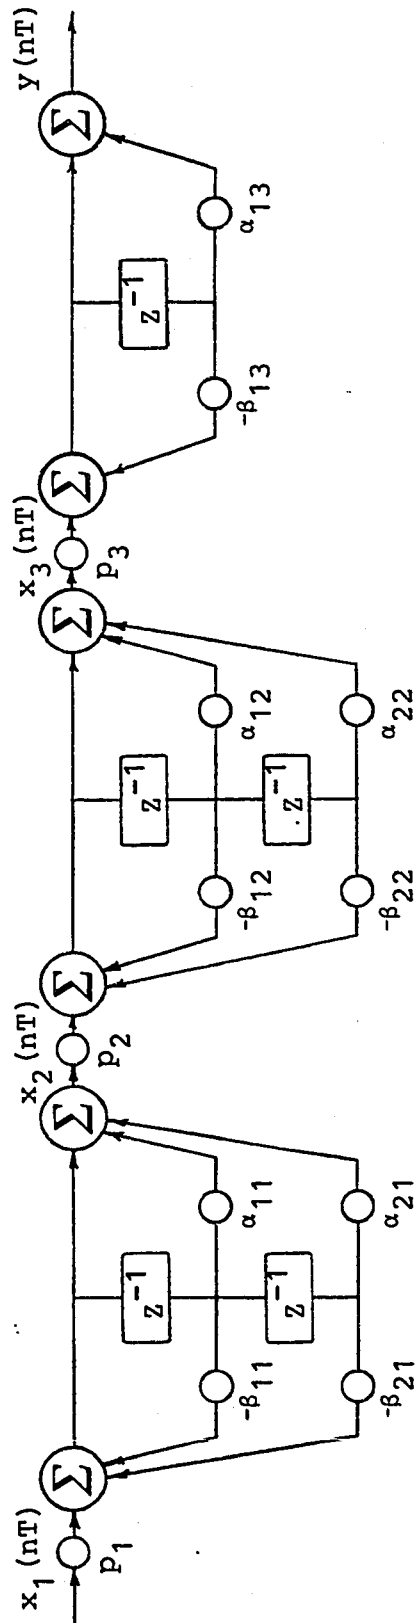 x₁(nT)
p₁
Σ
z⁻¹
-β₁₁
α₁₁
z⁻¹
-β₂₁
α₂₁
Σ
x₂(nT)
p₂
Σ
z⁻¹
-β₁₂
α₁₂
z⁻¹
-β₂₂
α₂₂
Σ
x₃(nT)
p₃
Σ
z⁻¹
-β₁₃
α₁₃
Σ
y(nT)